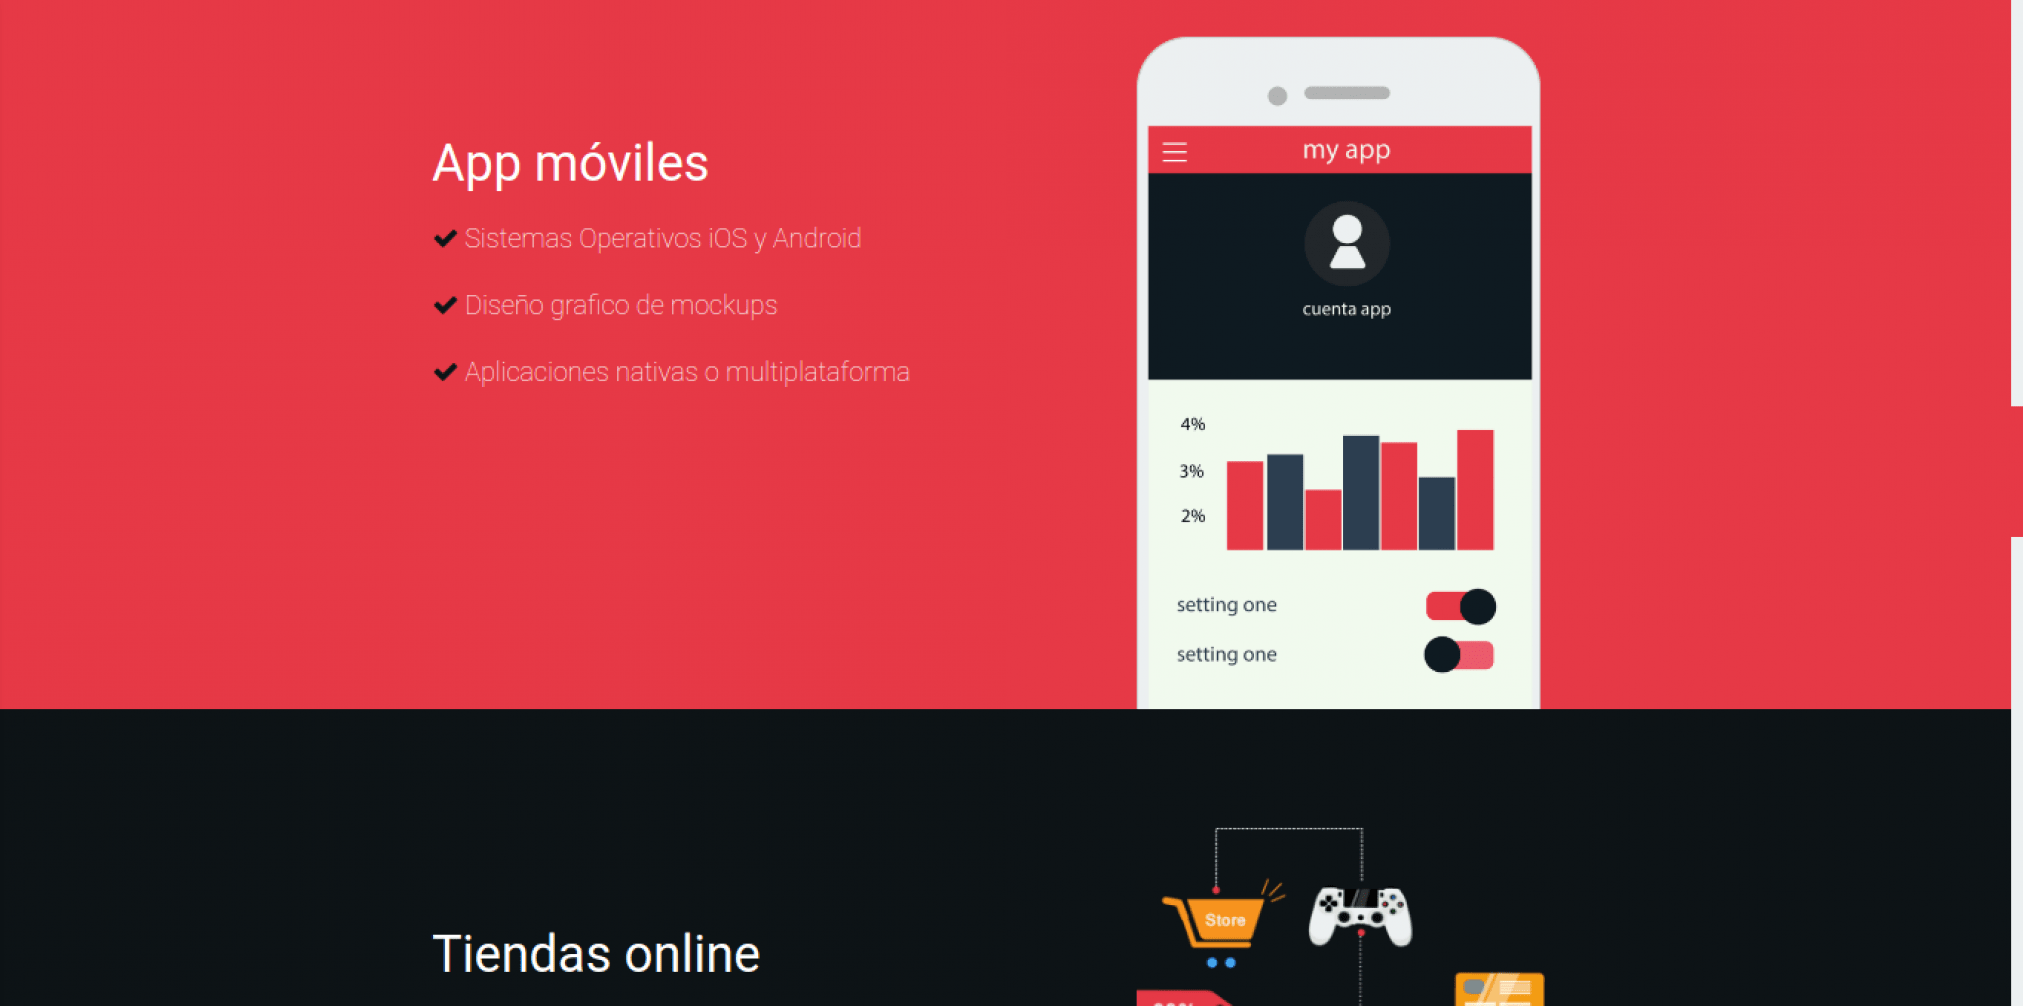 App móviles
Sistemas Operativos iOS y Android
Diseño grafico de mockups
Aplicaciones nativas o multiplataforma
my app
cuenta app
4%
3%
2%
setting one
setting one
Tiendas online
Store